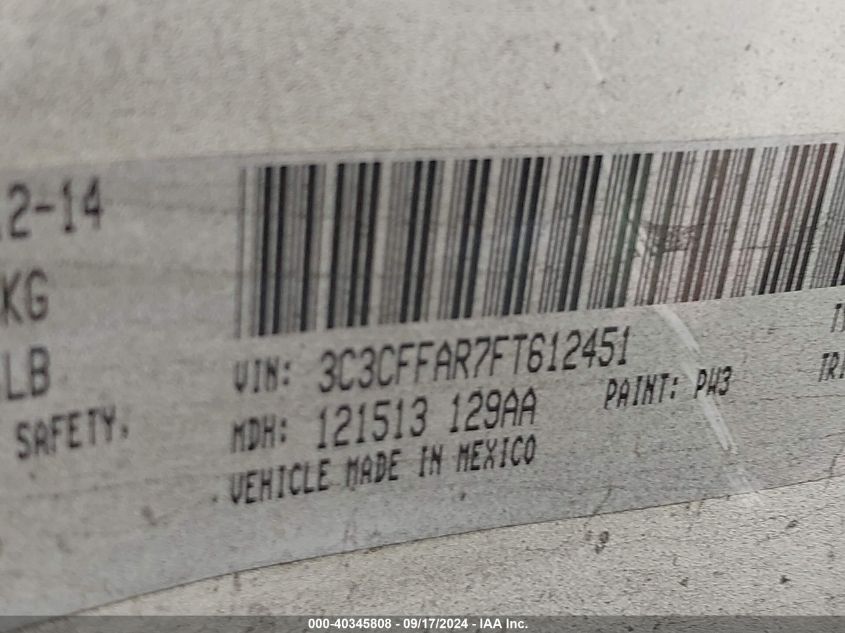 2-14
KG
LB
SAFETY.
VIN: 3C3CFFAR7FT612451
MDH: 121513 129AA
PAINT: PW3
VEHICLE MADE IN MEXICO
000-40345808 - 09/17/2024 - IAA Inc.